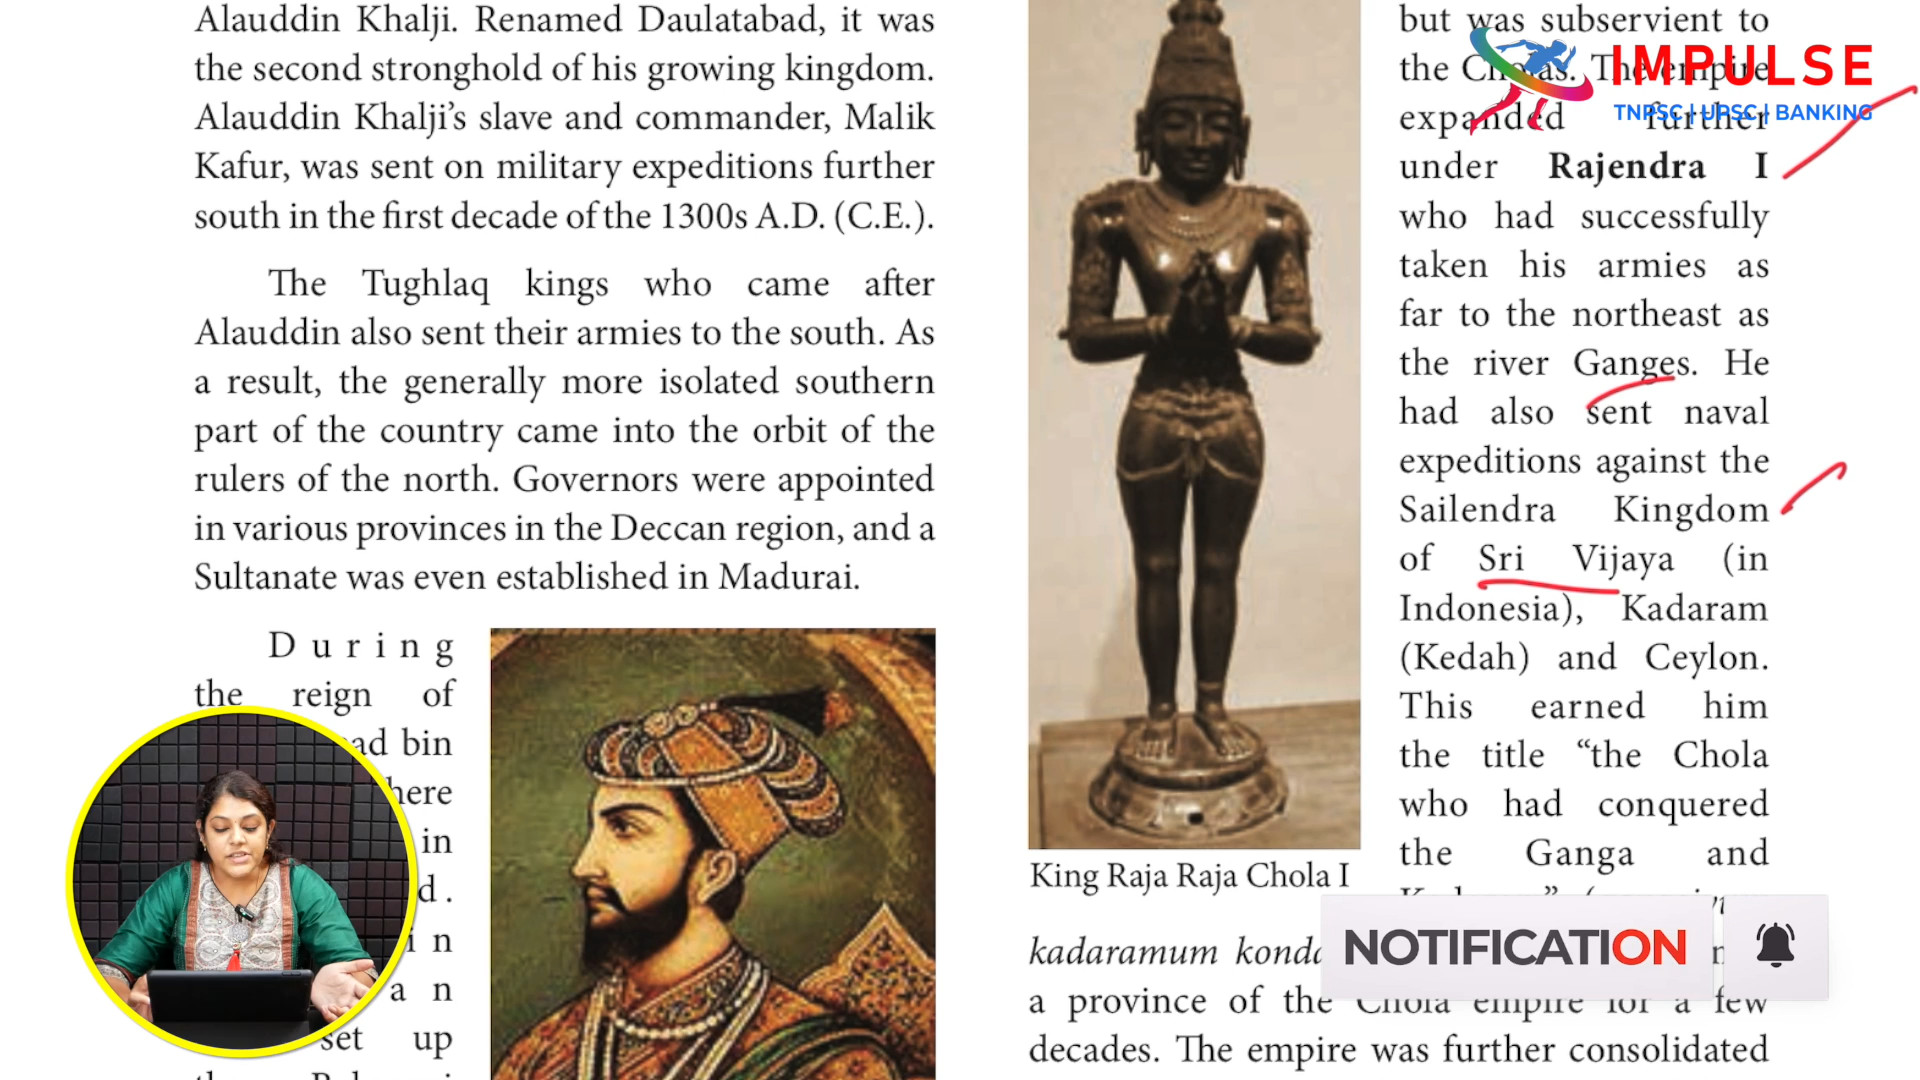 Alauddin Khalji. Renamed Daulatabad, it was
the second stronghold of his growing kingdom.
Alauddin Khalji’s slave and commander, Malik
Kafur, was sent on military expeditions further
south in the first decade of the 1300s A.D. (C.E.).
The Tughlaq kings who came after
Alauddin also sent their armies to the south. As
a result, the generally more isolated southern
part of the country came into the orbit of the
rulers of the north. Governors were appointed
in various provinces in the Deccan region, and a
Sultanate was even established in Madurai.
During
the reign of
bin
in
set up
King Raja Raja Chola I
but was subservient to
the Cholas. The empire
expanded further
under Rajendra I
who had successfully
taken his armies as
far to the northeast as
the river Ganges. He
had also sent naval
expeditions against the
Sailendra Kingdom
of Sri Vijaya (in
Indonesia), Kadaram
(Kedah) and Ceylon.
This earned him
the title “the Chola
who had conquered
the Ganga and
kadaramum
a province of the Chola empire for a few
decades. The empire was further consolidated
IMPULSE
TNPSC | UPSC | BANKING
NOTIFICATION